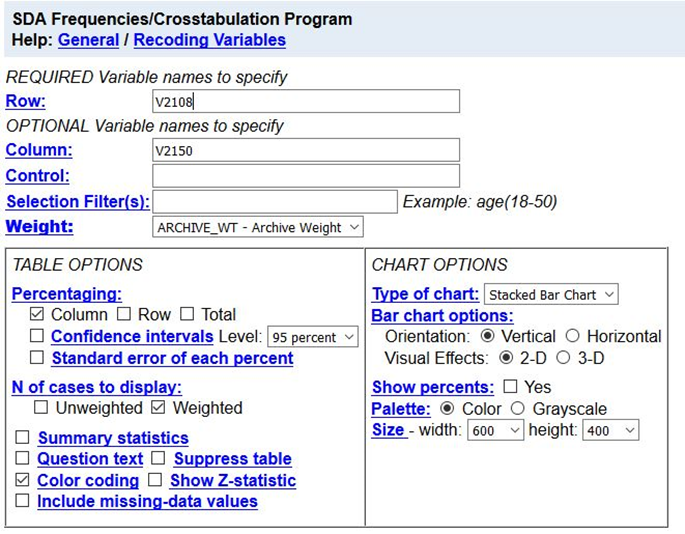 SDA Frequencies/Crosstabulation Program
Help: General / Recoding Variables
REQUIRED Variable names to specify
Row: V2108
OPTIONAL Variable names to specify
Column: V2150
Control:
Selection Filter(s): Example: age(18-50)
Weight: ARCHIVE_WT - Archive Weight
TABLE OPTIONS
Percentaging:
Column Row Total
Confidence intervals Level: 95 percent
Standard error of each percent
N of cases to display:
Unweighted Weighted
Summary statistics
Question text Suppress table
Color coding Show Z-statistic
Include missing-data values
CHART OPTIONS
Type of chart: Stacked Bar Chart
Bar chart options:
Orientation: Vertical Horizontal
Visual Effects: 2-D 3-D
Show percents: Yes
Palette: Color Grayscale
Size - width: 600 height: 400